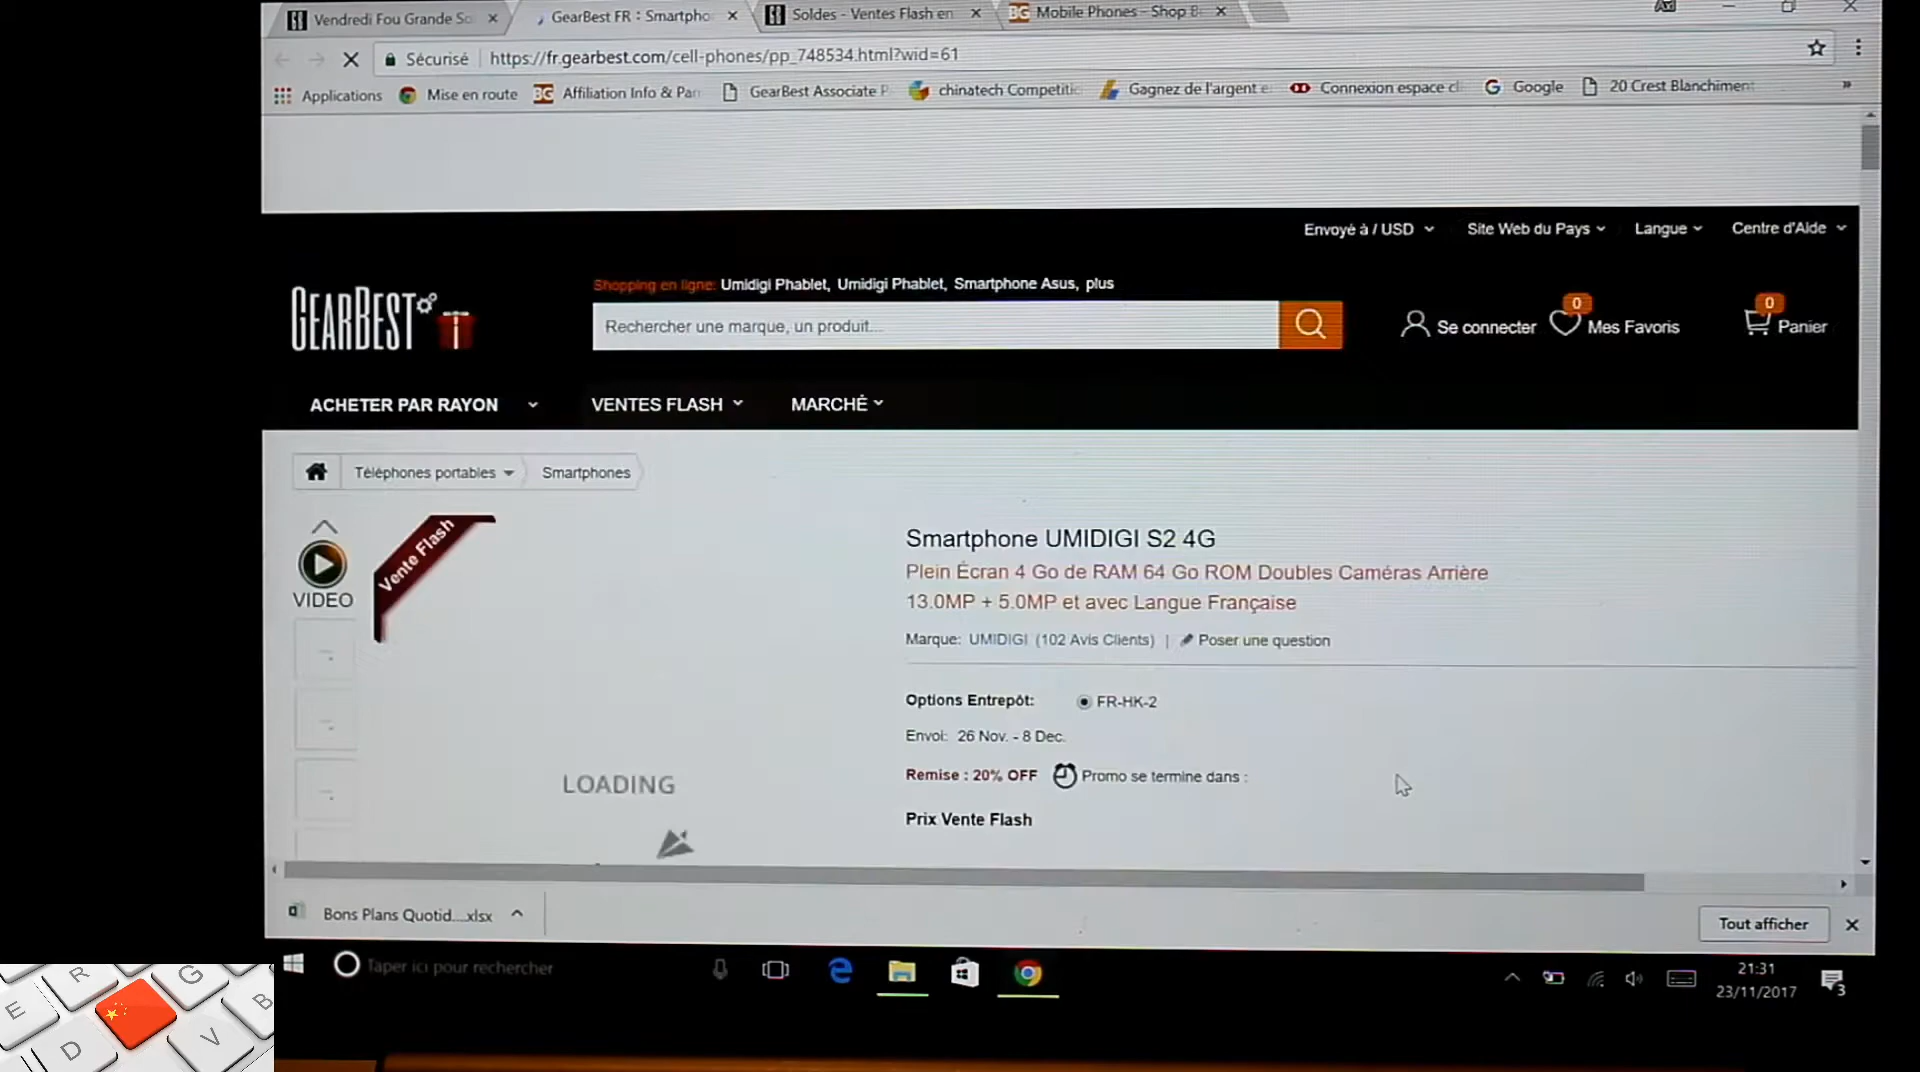 Vendredi Fou Grande So
GearBest FR : Smartpho
Soldes - Ventes Flash en
Mobile Phones - Shop B
Axl
Sécurisé
https://fr.gearbest.com/cell-phones/pp_748534.html?wid=61
Applications
Mise en route
BG
Affiliation Info & Par
GearBest Associate P
chinatech Competitic
Gagnez de l'argent e
Connexion espace cl
G Google
20 Crest Blanchiment
»
Envoyé à / USD
Site Web du Pays
Langue
Centre d'Aide
GEARBEST
Shopping en ligne: Umidigi Phablet, Umidigi Phablet, Smartphone Asus, plus
Rechercher une marque, un produit...
Se connecter
0
Mes Favoris
0
Panier
ACHETER PAR RAYON
VENTES FLASH
MARCHÉ
Téléphones portables
Smartphones
Vente Flash
VIDEO
LOADING
Smartphone UMIDIGI S2 4G
Plein Écran 4 Go de RAM 64 Go ROM Doubles Caméras Arrière
13.0MP + 5.0MP et avec Langue Française
Marque: UMIDIGI (102 Avis Clients) | Poser une question
Options Entrepôt: FR-HK-2
Envoi: 26 Nov. - 8 Dec.
Remise : 20% OFF Promo se termine dans :
Prix Vente Flash
Bons Plans Quotid....xlsx
Tout afficher
Taper ici pour rechercher
21:31
23/11/2017
3
E
R
G
B
D
V